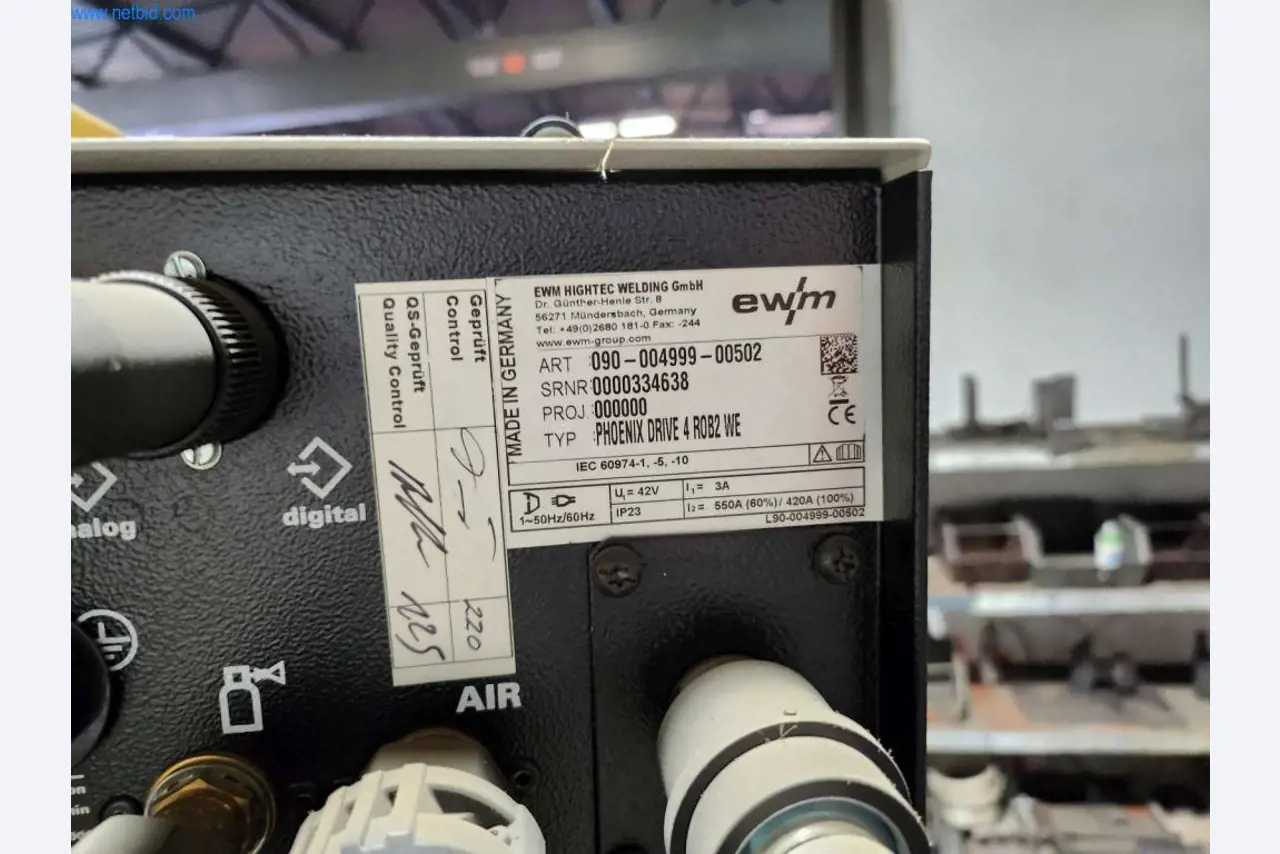 www.netbid.com
EWM HIGHTEC WELDING GmbH
Dr. Günther-Henle Str. 8
56271 Mündersbach, Germany
Tel: +49(0)2680 181-0 Fax: -244
www.ewm-group.com
ewm
MADE IN GERMANY
ART :090-004999-00502
SRNR:0000334638
PROJ :000000
TYP :PHOENIX DRIVE 4 ROB2 WE
CE
IEC 60974-1, -5, -10
1~50Hz/60Hz
U₁= 42V
I₁= 3A
IP23
I₂= 550A (60%)/ 420A (100%)
L90-004999-00502
Geprüft
Control
QS-Geprüft
Quality Control
220
digital
AIR